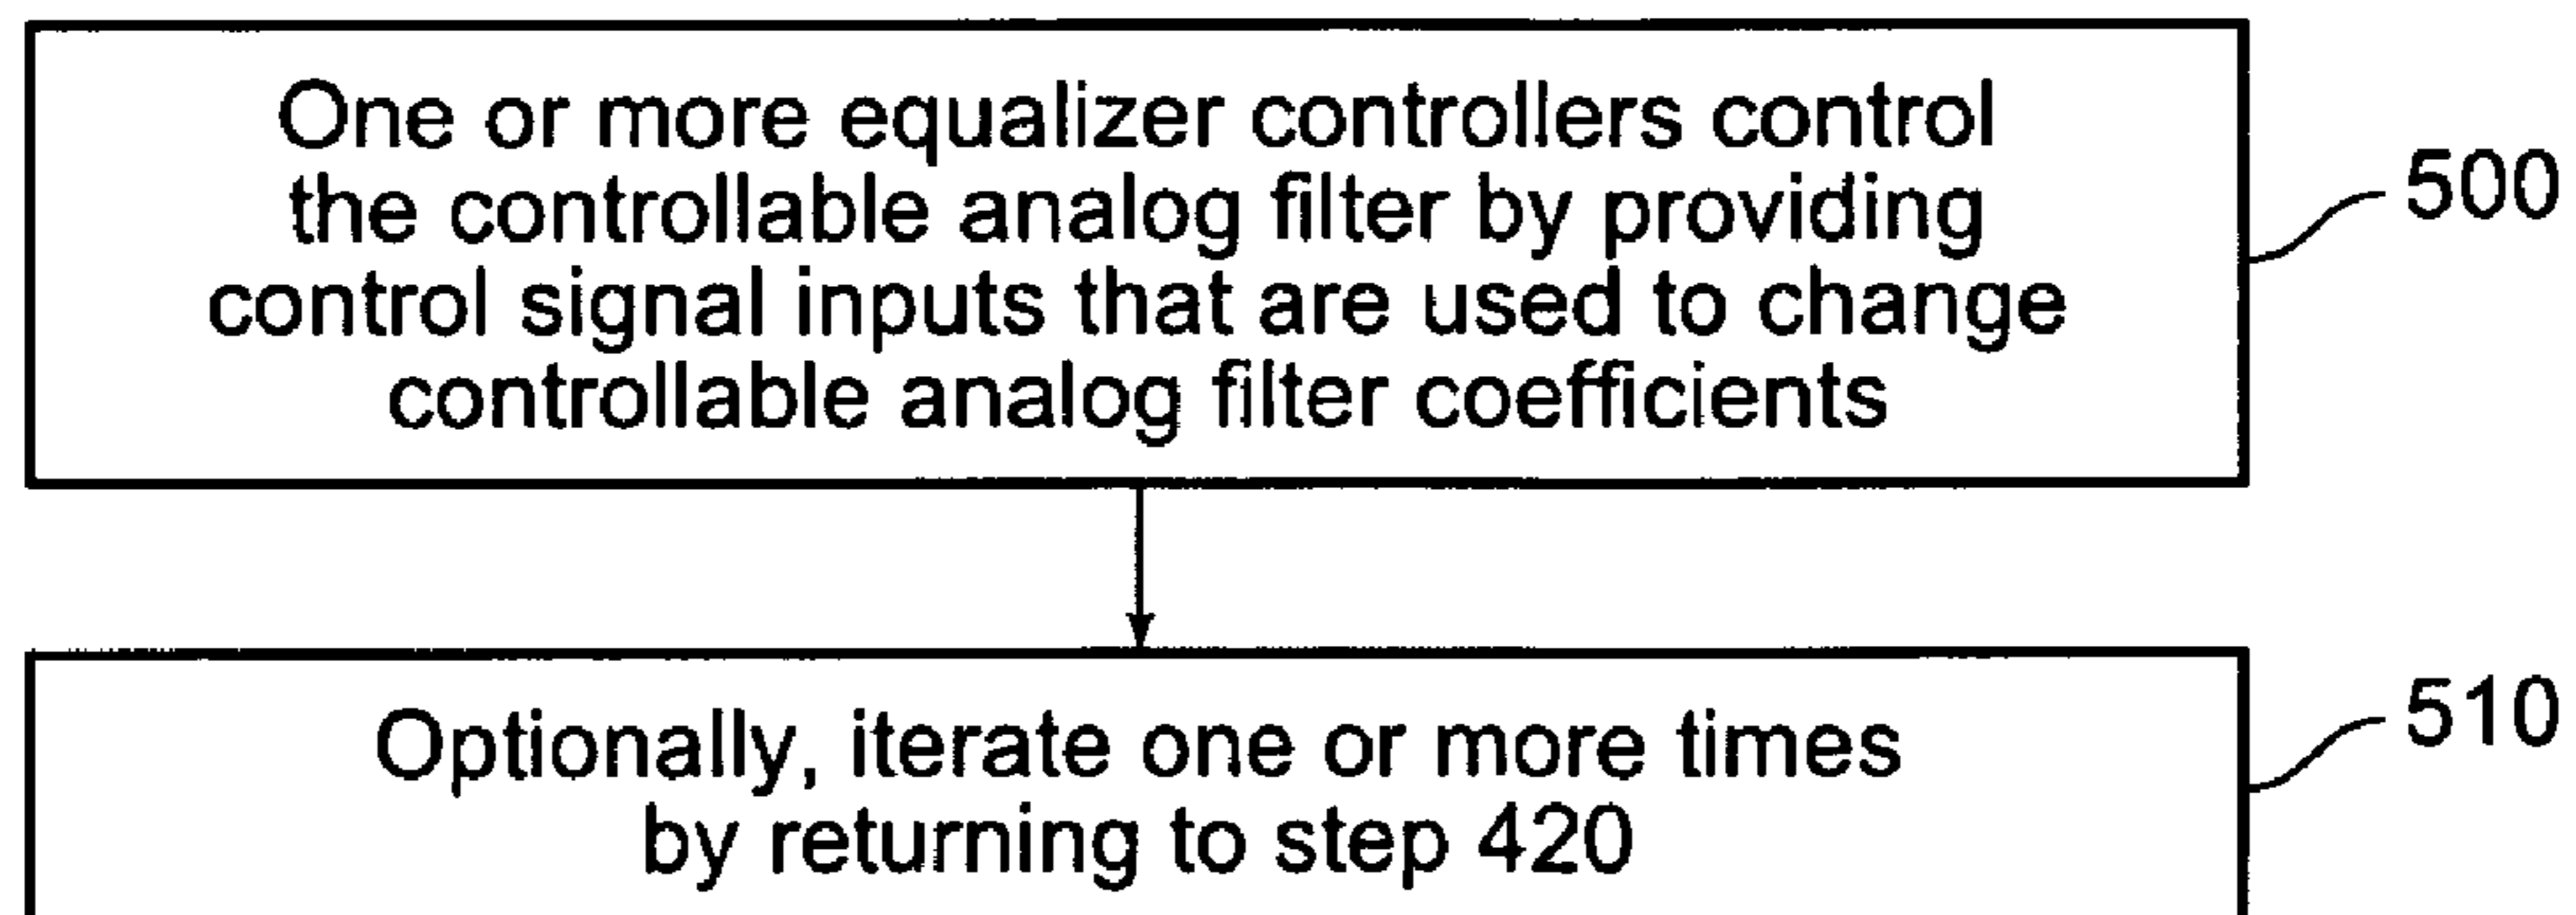 One or more equalizer controllers control
the controllable analog filter by providing
control signal inputs that are used to change
controllable analog filter coefficients
500
Optionally, iterate one or more times
by returning to step 420
510